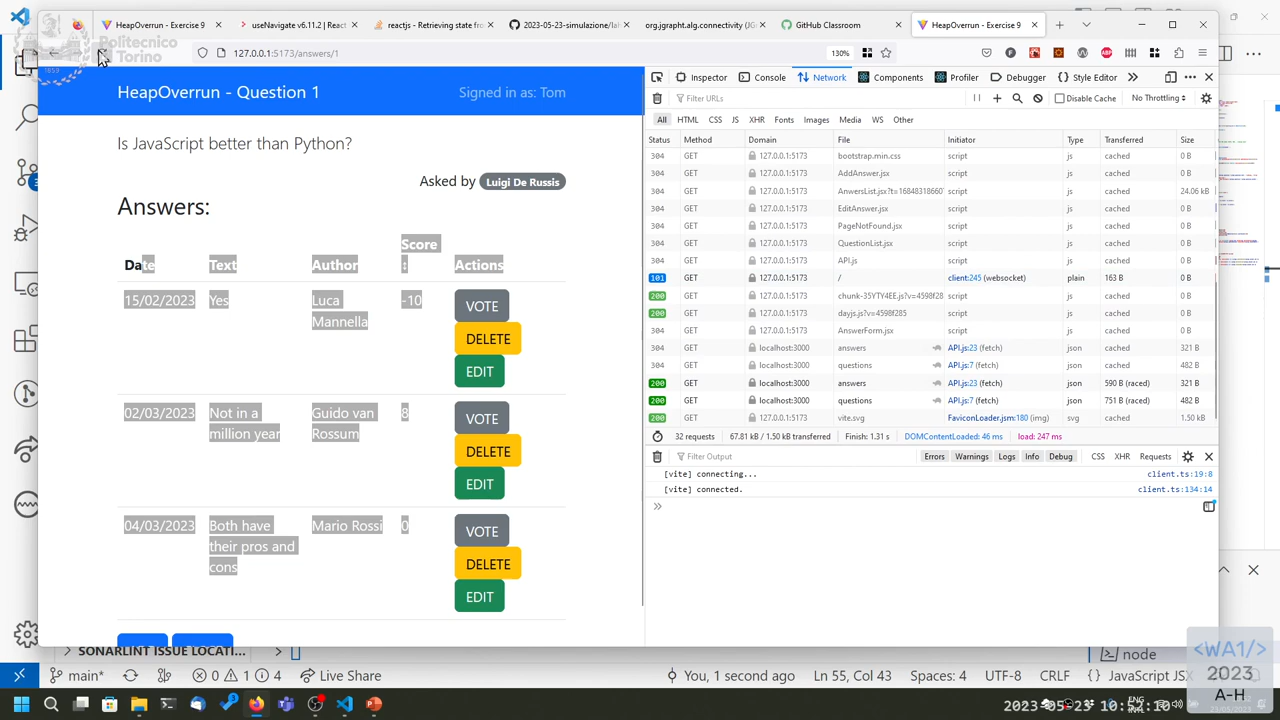 HeapOverrun - Exercise 9
useNavigate v6.11.2 | React
reactjs - Retrieving state fro
2023-05-23-simulazione/lal
org.jgrapht.alg.connectivity (JG
GitHub Classroom
HeapOverrun - Exercise 9
Politecnico
di Torino
1859
127.0.0.1:5173/answers/1
130%
HeapOverrun - Question 1
Signed in as: Tom
Is JavaScript better than Python?
Asked by Luigi De Russis
Answers:
Date Text Score Actions
15/02/2023 Yes Luca Mannella -10
VOTE
DELETE
EDIT
02/03/2023 Not in a million year Guido van Rossum 8
VOTE
DELETE
EDIT
04/03/2023 Both have their pros and cons Mario Rossi 0
VOTE
DELETE
EDIT
Inspector Console Network Components Profiler Debugger Style Editor
Filter URLs
Disable Cache No Throttling
All CSS JS XHR Images Media WS Other
Status Method Domain File Type Size
304 GET 127.0.0.1:5173 bootstrap.min.css script js cached 0 B
304 GET 127.0.0.1:5173 AddAnswer.jsx script js cached 0 B
304 GET 127.0.0.1:5173 AnwersList.jsx?t=16848318660 script js cached 24.06 kB
304 GET 127.0.0.1:5173 EditAnswer.jsx script js cached 0 B
304 GET 127.0.0.1:5173 PageNotFound.jsx script js cached 0 B
304 GET 127.0.0.1:5173 QuestionList.jsx script js cached 0 B
304 GET 127.0.0.1:5173 API.js script js cached 0 B
101 GET 127.0.0.1:5173 / client:245 (websocket) plain 163 B 0 B
200 GET 127.0.0.1:5173 chunk-35YTY4EE.js?v=4598f28 script js cached 0 B
200 GET 127.0.0.1:5173 dayjs.js?v=4598f285 script js cached 0 B
304 GET 127.0.0.1:5173 AnswerForm.jsx script js cached 0 B
304 GET localhost:3000 answers API.js:23 (fetch) json cached 321 B
304 GET localhost:3000 questions API.js:7 (fetch) json cached 482 B
200 GET localhost:3000 answers API.js:23 (fetch) json 590 B (raced) 321 B
200 GET localhost:3000 questions API.js:7 (fetch) json 751 B (raced) 482 B
200 GET 127.0.0.1:5173 vite.svg FaviconLoader.jsm:180 (img) svg cached 1.50 kB
32 requests 67.81 kB / 1.50 kB transferred Finish: 1.31 s DOMContentLoaded: 46 ms load: 247 ms
Filter Output
Errors Warnings Logs Info Debug CSS XHR Requests
[vite] connecting... client.ts:19:8
[vite] connected. client.ts:134:14
SONARLINT ISSUE LOCATI...
node
main* 0 1 4 Live Share
You, 1 second ago Ln 55, Col 43 Spaces: 4 UTF-8 CRLF JavaScript JSX
<WA1/>
2023
A-H
ENG